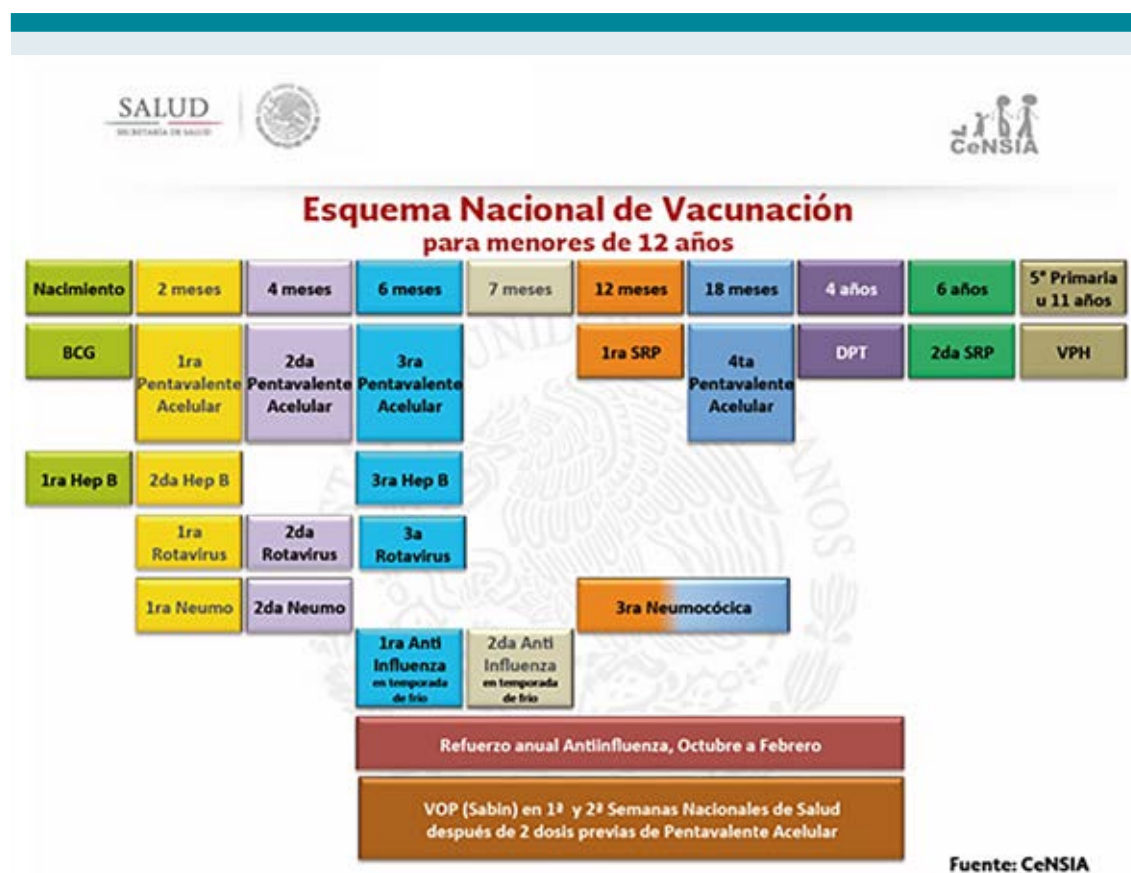 SALUD
SECRETARÍA DE SALUD
CeNSIA
Esquema Nacional de Vacunación
para menores de 12 años
Nacimiento
2 meses
4 meses
6 meses
7 meses
12 meses
18 meses
4 años
6 años
5° Primaria
u 11 años
BCG
1ra
Pentavalente
Acelular
2da
Pentavalente
Acelular
3ra
Pentavalente
Acelular
1ra SRP
4ta
Pentavalente
Acelular
DPT
2da SRP
VPH
1ra Hep B
2da Hep B
3ra Hep B
1ra
Rotavirus
2da
Rotavirus
3a
Rotavirus
1ra Neumo
2da Neumo
3ra Neumocócica
1ra Anti
Influenza
en temporada
de frío
2da Anti
Influenza
en temporada
de frío
Refuerzo anual Antiinfluenza, Octubre a Febrero
VOP (Sabin) en 1ª y 2ª Semanas Nacionales de Salud
después de 2 dosis previas de Pentavalente Acelular
Fuente: CeNSIA